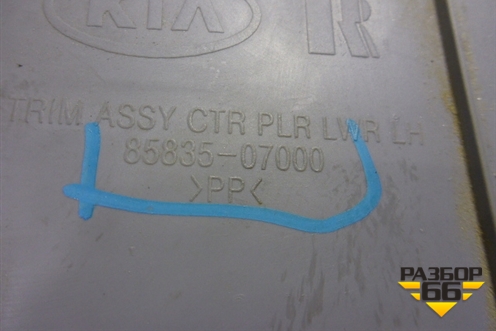 KIA R
TRIM ASSY CTR PLR LWR LH
85835-07000
>PP<
РАЗБОР
66